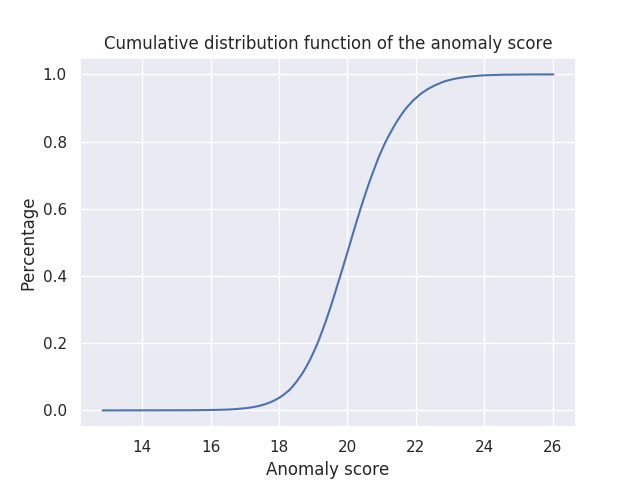 Cumulative distribution function of the anomaly score
1.0
0.8
0.6
0.4
0.2
0.0
Percentage
14 16 18 20 22 24 26
Anomaly score